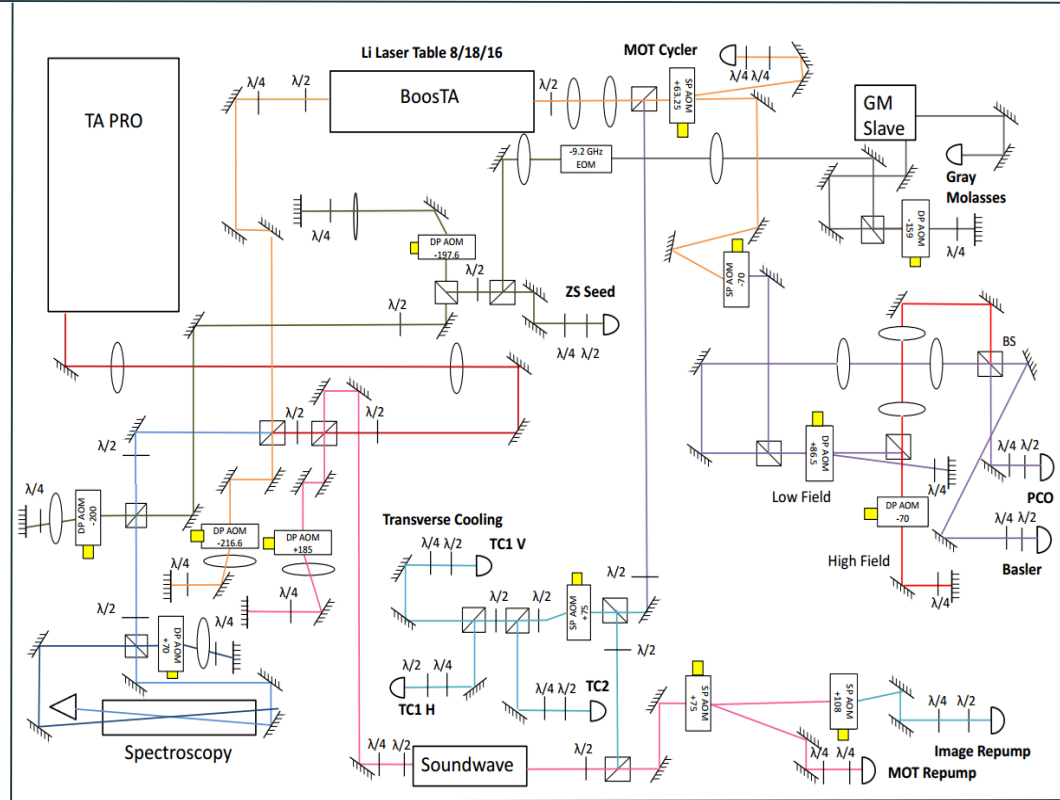 Li Laser Table 8/18/16
MOT Cycler
TA PRO
λ/4
λ/2
BoosTA
λ/2
SP AOM
+63.25
λ/4 λ/4
GM
Slave
-9.2 GHz
EOM
Gray
Molasses
λ/4
DP AOM
-197.6
λ/2
DP AOM
-159
λ/4
SP AOM
-70
ZS Seed
λ/2
λ/4 λ/2
BS
λ/2
λ/2
λ/2
λ/4
DP AOM
-200
DP AOM
+86.5
λ/4
Low Field
λ/4 λ/2
PCO
DP AOM
-216.6
DP AOM
+185
DP AOM
-70
λ/4 λ/2
Basler
High Field
λ/4
λ/4
λ/4
Transverse Cooling
λ/4 λ/2
TC1 V
λ/2
λ/2
λ/2
SP AOM
+75
λ/2
λ/2
DP AOM
+70
λ/4
λ/2 λ/4
TC1 H
λ/4 λ/2
TC2
SP AOM
+75
SP AOM
+108
λ/4 λ/2
Image Repump
Spectroscopy
λ/4 λ/2
Soundwave
λ/2
λ/4 λ/4
MOT Repump